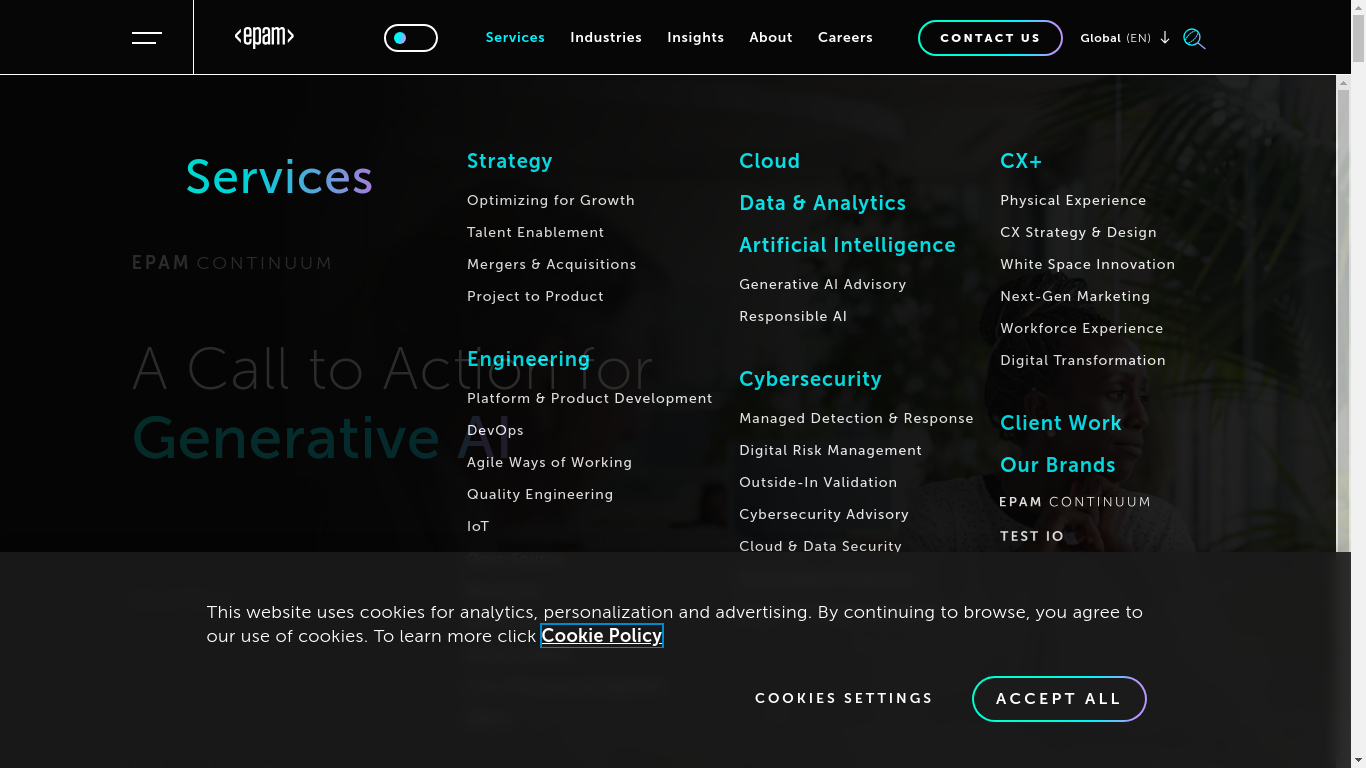 <epam>
Services
Industries
Insights
About
Careers
CONTACT US
Global (EN)
Services
EPAM CONTINUUM
A Call to Action for
Generative AI
Strategy
Optimizing for Growth
Talent Enablement
Mergers & Acquisitions
Project to Product
Engineering
Platform & Product Development
DevOps
Agile Ways of Working
Quality Engineering
IoT
Cloud
Data & Analytics
Artificial Intelligence
Generative AI Advisory
Responsible AI
Cybersecurity
Managed Detection & Response
Digital Risk Management
Outside-In Validation
Cybersecurity Advisory
Cloud & Data Security
CX+
Physical Experience
CX Strategy & Design
White Space Innovation
Next-Gen Marketing
Workforce Experience
Digital Transformation
Client Work
Our Brands
EPAM CONTINUUM
TEST IO
This website uses cookies for analytics, personalization and advertising. By continuing to browse, you agree to
our use of cookies. To learn more click Cookie Policy
COOKIES SETTINGS
ACCEPT ALL